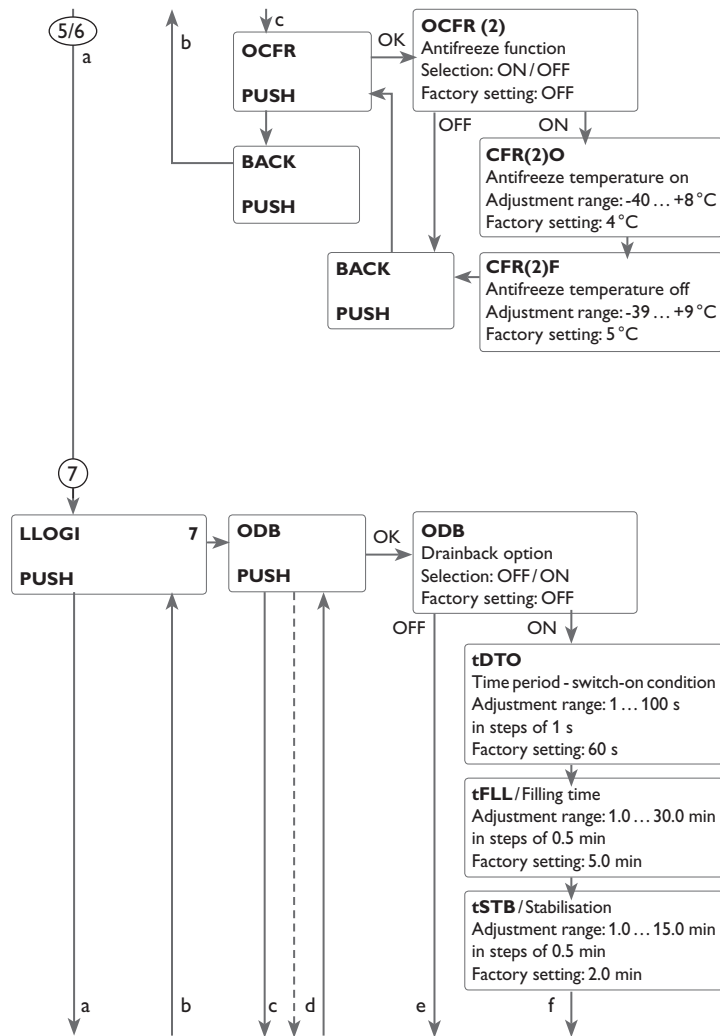 5/6
a
b
c
OCFR
PUSH
OK
OCFR (2)
Antifreeze function
Selection: ON / OFF
Factory setting: OFF
OFF
ON
BACK
PUSH
CFR(2)O
Antifreeze temperature on
Adjustment range: -40 … +8 °C
Factory setting: 4 °C
BACK
PUSH
CFR(2)F
Antifreeze temperature off
Adjustment range: -39 … +9 °C
Factory setting: 5 °C
7
LLOGI 7
PUSH
ODB
PUSH
OK
ODB
Drainback option
Selection: OFF / ON
Factory setting: OFF
OFF
ON
tDTO
Time period - switch-on condition
Adjustment range: 1 … 100 s
in steps of 1 s
Factory setting: 60 s
tFLL / Filling time
Adjustment range: 1.0 … 30.0 min
in steps of 0.5 min
Factory setting: 5.0 min
tSTB / Stabilisation
Adjustment range: 1.0 … 15.0 min
in steps of 0.5 min
Factory setting: 2.0 min
a
b
c
d
e
f